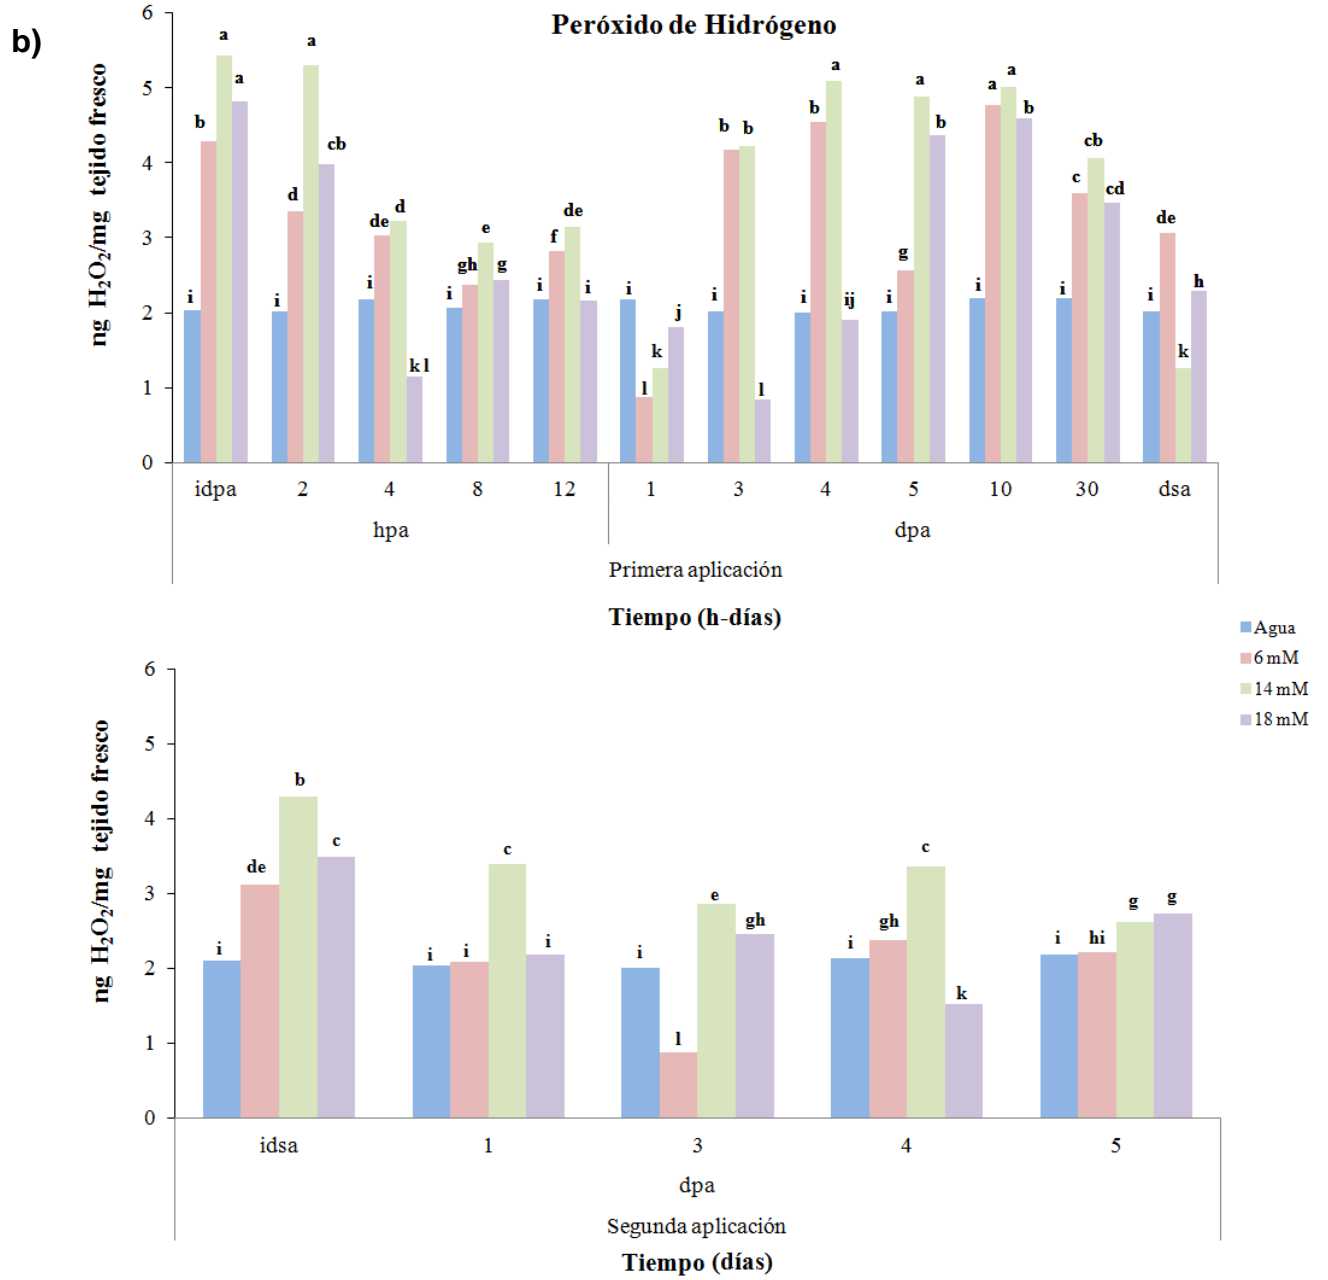 b)
Peróxido de Hidrógeno
ng H₂O₂/mg tejido fresco
6
5
4
3
2
1
0
i b a a
i d a cb
i de d k l
i gh e g
i f de i
i l k j
i b b l
i b a ij
i g a b
a a b
i c cb cd
i de k h
idpa 2 4 8 12 1 3 4 5 10 30 dsa
hpa dpa
Primera aplicación
Tiempo (h-días)
Agua
6 mM
14 mM
18 mM
ng H₂O₂/mg tejido fresco
6
5
4
3
2
1
0
i de b c
i i c i
i l e gh
i gh c k
i hi g g
idsa 1 3 4 5
dpa
Segunda aplicación
Tiempo (días)